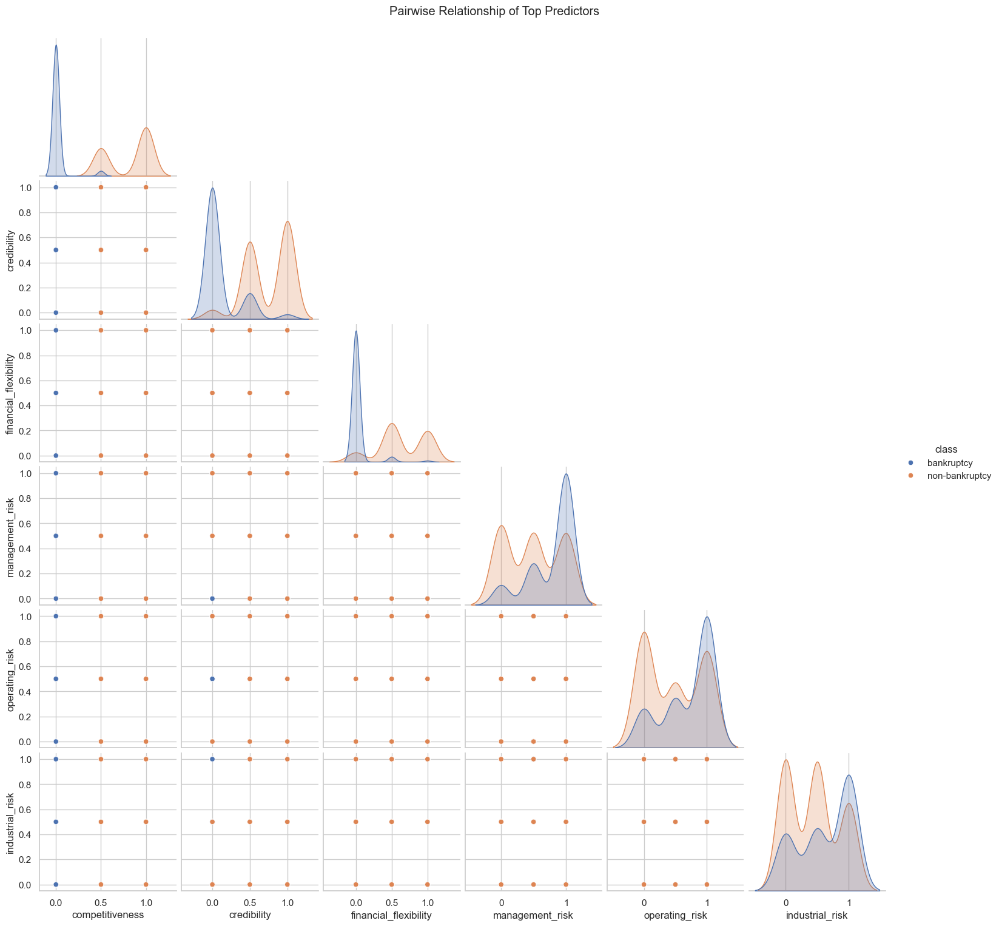 Pairwise Relationship of Top Predictors
1.0
0.8
0.6
0.4
0.2
0.0
credibility
1.0
0.8
0.6
0.4
0.2
0.0
financial_flexibility
class
bankruptcy
non-bankruptcy
1.0
0.8
0.6
0.4
0.2
0.0
management_risk
1.0
0.8
0.6
0.4
0.2
0.0
operating_risk
1.0
0.8
0.6
0.4
0.2
0.0
industrial_risk
0.0 0.5 1.0 0.0 0.5 1.0 0.0 0.5 1.0 0 1 0 1 0 1
competitiveness credibility financial_flexibility management_risk operating_risk industrial_risk